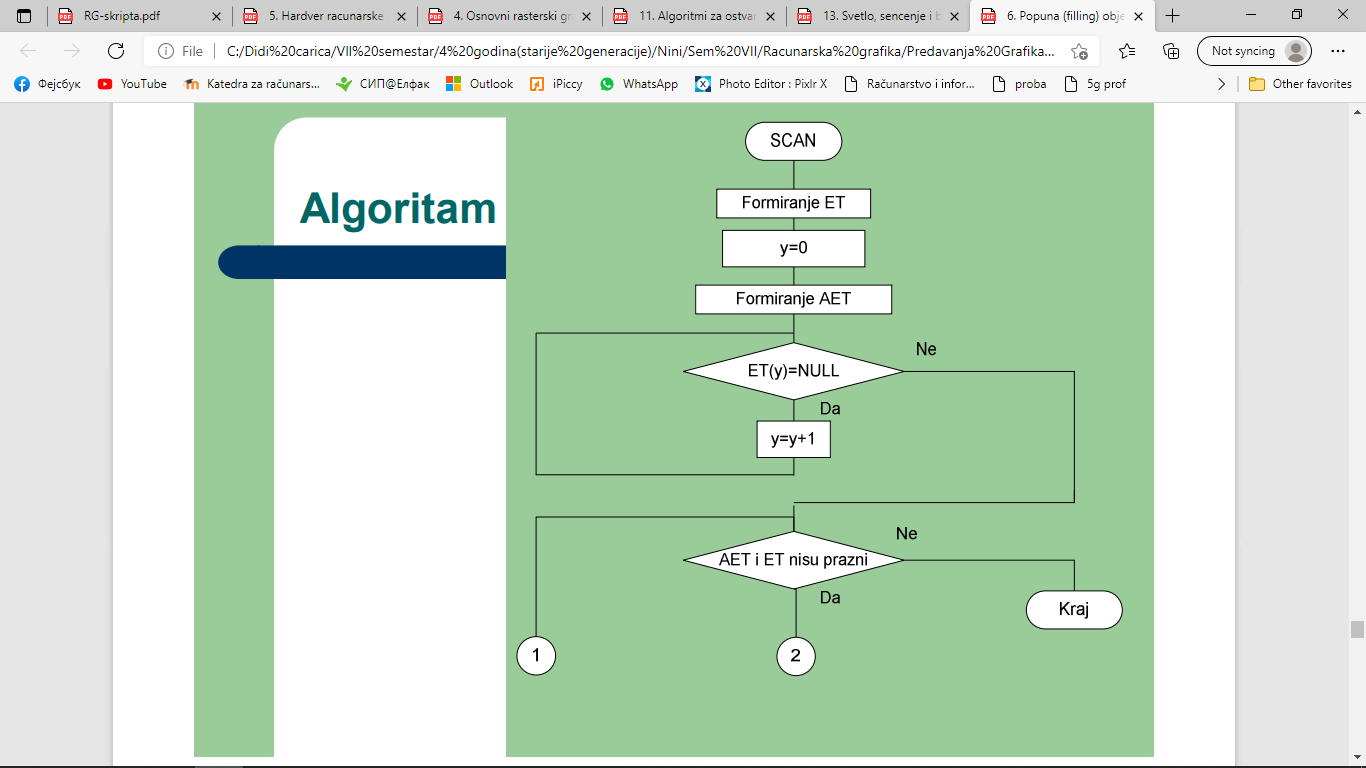 RG-skripta.pdf
5. Hardver racunarske
4. Osnovni rasterski gr
11. Algoritmi za ostvar
13. Svetlo, sencenje i b
6. Popuna (filling) obje
File
C:/Didi%20carica/VII%20semestar/4%20godina(starije%20generacije)/Nini/Sem%20VII/Racunarska%20grafika/Predavanja%20Grafika...
Not syncing
Фејсбук
YouTube
Katedra za računars...
СИП@Елфак
Outlook
iPiccy
WhatsApp
Photo Editor : Pixlr X
Računarstvo i infor...
proba
5g prof
Other favorites
Algoritam
SCAN
Formiranje ET
y=0
Formiranje AET
Ne
ET(y)=NULL
Da
y=y+1
Ne
AET i ET nisu prazni
Da
Kraj
1
2